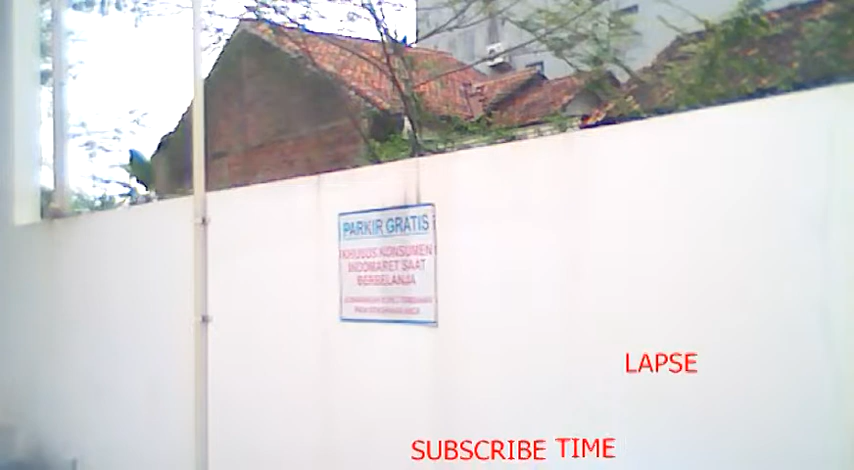 PARKIR GRATIS
KHUSUS KONSUMEN
INDOMARET SAAT
BERBELANJA
LAPSE
SUBSCRIBE TIME